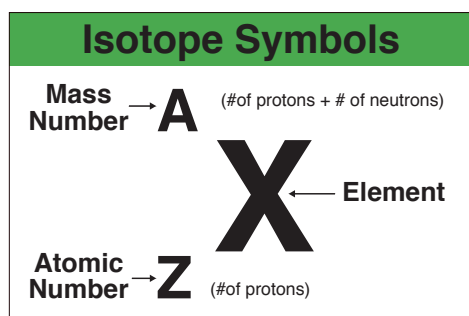 Isotope Symbols
Mass
Number
A
(#of protons + # of neutrons)
X
Element
Atomic
Number
Z
(#of protons)